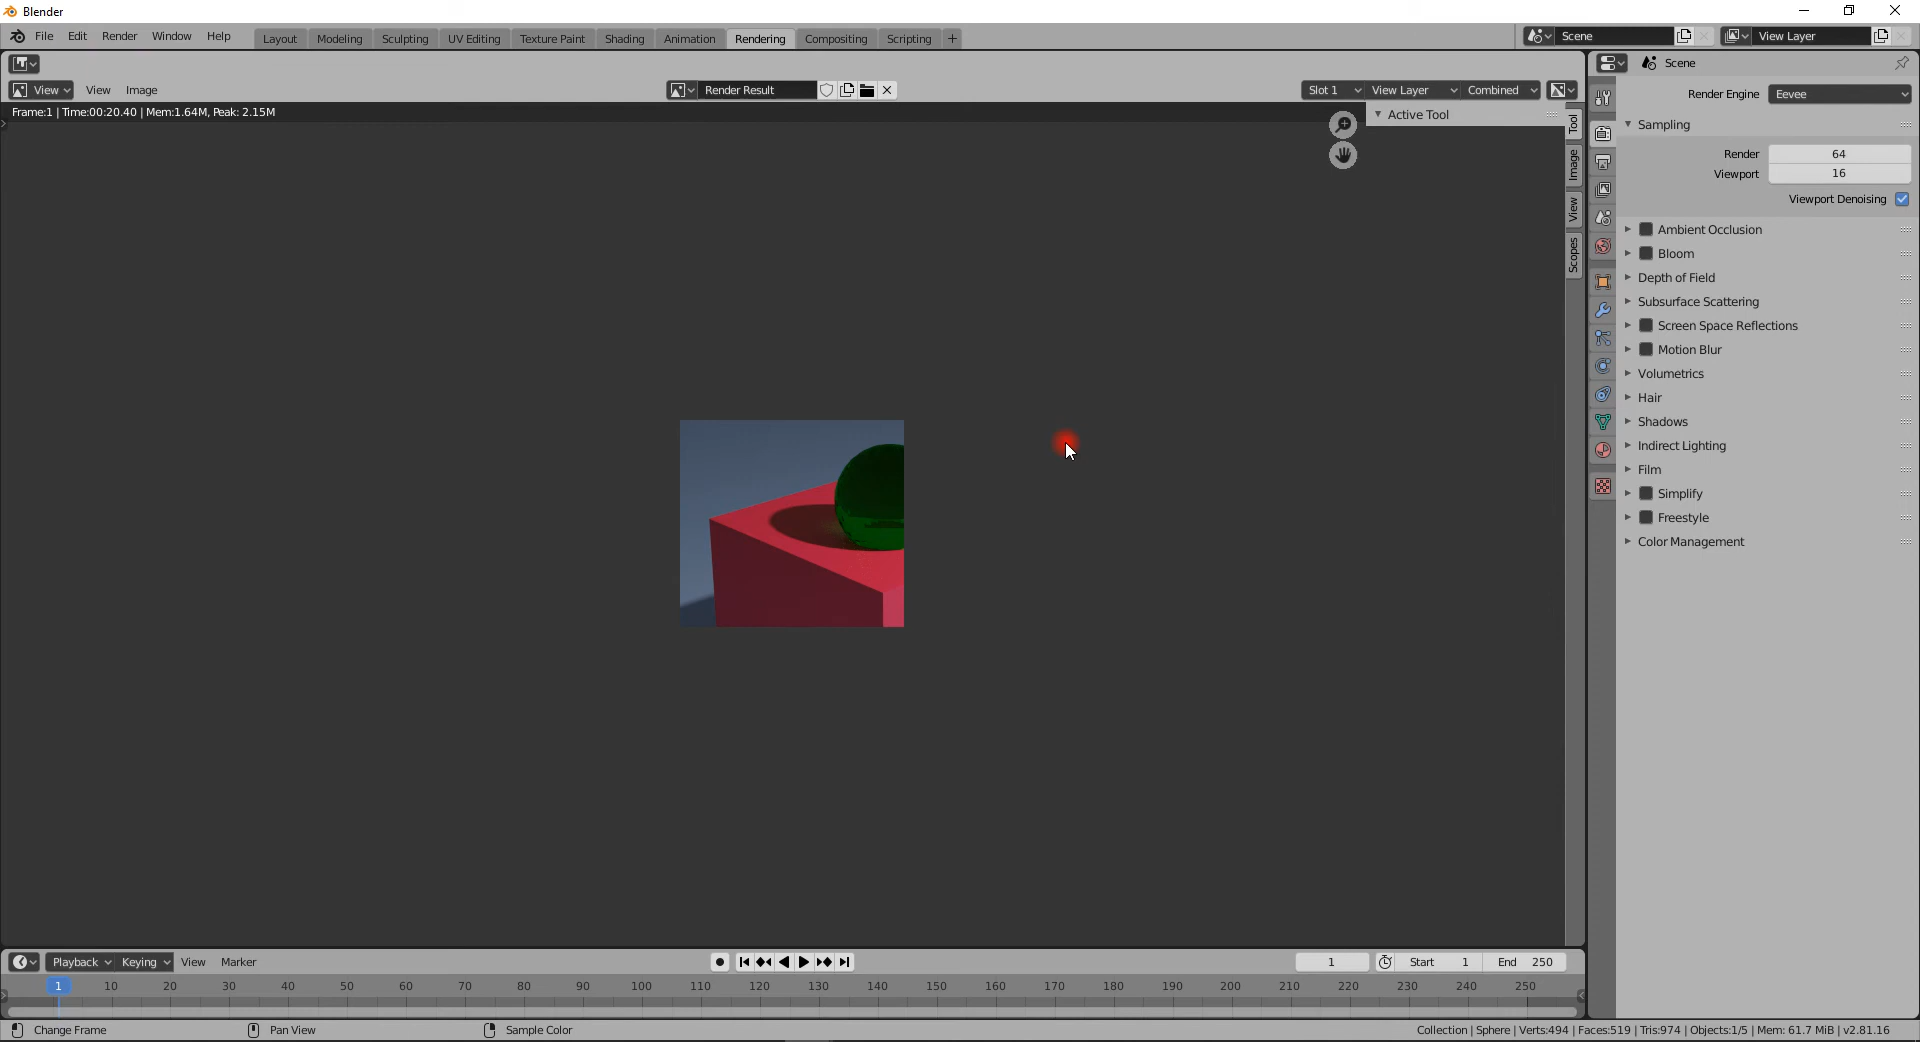 Blender
File Edit Render Window Help Layout Modeling Sculpting UV Editing Texture Paint Shading Animation Rendering Compositing Scripting + Scene View Layer
View View Image Render Result Slot 1 View Layer Combined
Frame:1 | Time:00:20.40 | Mem:1.64M, Peak: 2.15M
Active Tool
Tool
Image
View
Scopes
Scene
Render Engine Eevee
Sampling
Render 64
Viewport 16
Viewport Denoising
Ambient Occlusion
Bloom
Depth of Field
Subsurface Scattering
Screen Space Reflections
Motion Blur
Volumetrics
Hair
Shadows
Indirect Lighting
Film
Simplify
Freestyle
Color Management
Playback Keying View Marker 1 Start 1 End 250
1 10 20 30 40 50 60 70 80 90 100 110 120 130 140 150 160 170 180 190 200 210 220 230 240 250
Change Frame Pan View Sample Color Collection | Sphere | Verts:494 | Faces:519 | Tris:974 | Objects:1/5 | Mem: 61.7 MiB | v2.81.16